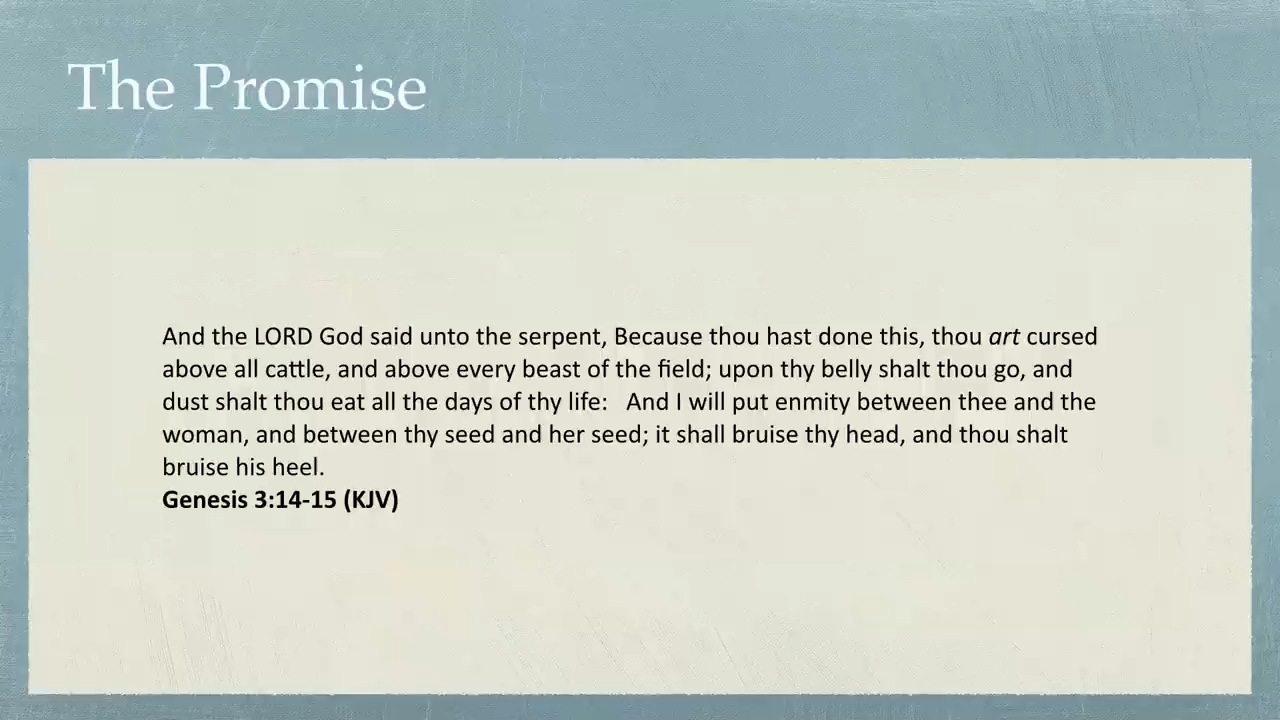 The Promise
And the LORD God said unto the serpent, Because thou hast done this, thou art cursed
above all cattle, and above every beast of the field; upon thy belly shalt thou go, and
dust shalt thou eat all the days of thy life:   And I will put enmity between thee and the
woman, and between thy seed and her seed; it shall bruise thy head, and thou shalt
bruise his heel.
Genesis 3:14-15 (KJV)